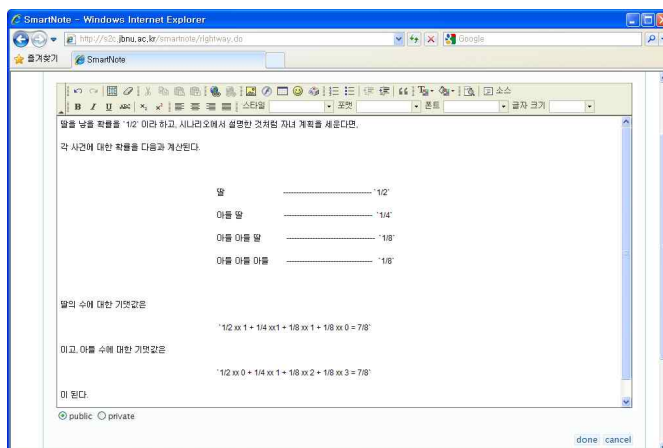 SmartNote - Windows Internet Explorer
http://s2c.jbnu.ac.kr/smartnote/rightway.do
Google
즐겨찾기
SmartNote
소스
B I U ABC x₂ x² 스타일 포맷 폰트 글자 크기
딸을 낳을 확률을 `1/2` 이라 하고, 시나리오에서 설명한 것처럼 자녀 계획을 세운다면,
각 사건에 대한 확률을 다음과 계산된다.
딸 ---------------------------------- `1/2`
아들 딸 ---------------------------------- `1/4`
아들 아들 딸 ---------------------------------- `1/8`
아들 아들 아들 ---------------------------------- `1/8`
딸의 수에 대한 기댓값은
`1/2 xx 1 + 1/4 xx1 + 1/8 xx 1 + 1/8 xx 0 = 7/8`
이고, 아들 수에 대한 기댓값은
`1/2 xx 0 + 1/4 xx 1 + 1/8 xx 2 + 1/8 xx 3 = 7/8`
이 된다.
public private
done cancel